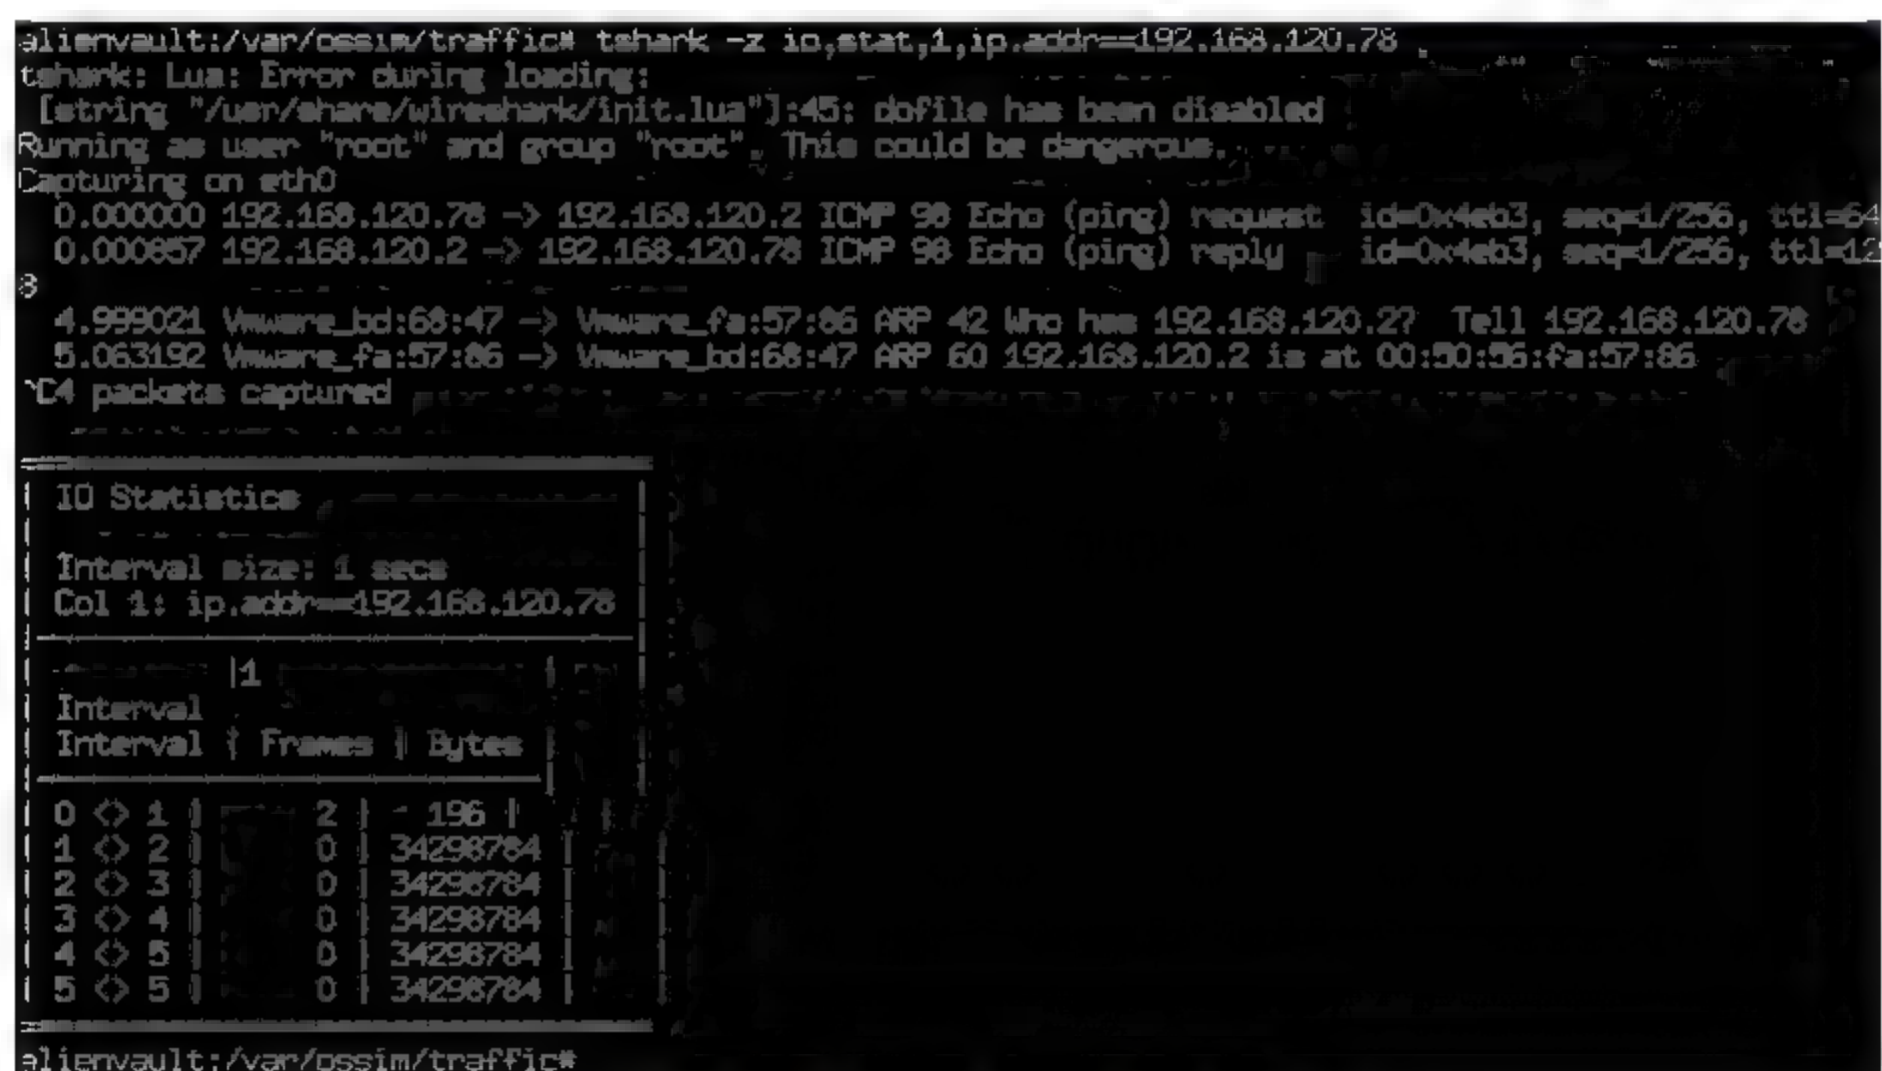 alienvault:/var/ossim/traffic# tshark -z io,stat,1,ip.addr==192.168.120.78
tshark: Lua: Error during loading:
 [string "/usr/share/wireshark/init.lua"]:45: dofile has been disabled
Running as user "root" and group "root". This could be dangerous.
Capturing on eth0
  0.000000 192.168.120.78 -> 192.168.120.2 ICMP 98 Echo (ping) request  id=0x4eb3, seq=1/256, ttl=64
  0.000857 192.168.120.2 -> 192.168.120.78 ICMP 98 Echo (ping) reply    id=0x4eb3, seq=1/256, ttl=12
8
  4.999021 Vmware_bd:68:47 -> Vmware_fa:57:86 ARP 42 Who has 192.168.120.2?  Tell 192.168.120.78
  5.063192 Vmware_fa:57:86 -> Vmware_bd:68:47 ARP 60 192.168.120.2 is at 00:50:56:fa:57:86
^C4 packets captured
| IO Statistics |
| Interval size: 1 secs |
| Col 1: ip.addr==192.168.120.78 |
| |1 | |
| Interval
| Interval | Frames | Bytes |
| 0 <> 1 | 2 | 196 |
| 1 <> 2 | 0 | 34298784 |
| 2 <> 3 | 0 | 34298784 |
| 3 <> 4 | 0 | 34298784 |
| 4 <> 5 | 0 | 34298784 |
| 5 <> 5 | 0 | 34298784 |
alienvault:/var/ossim/traffic#